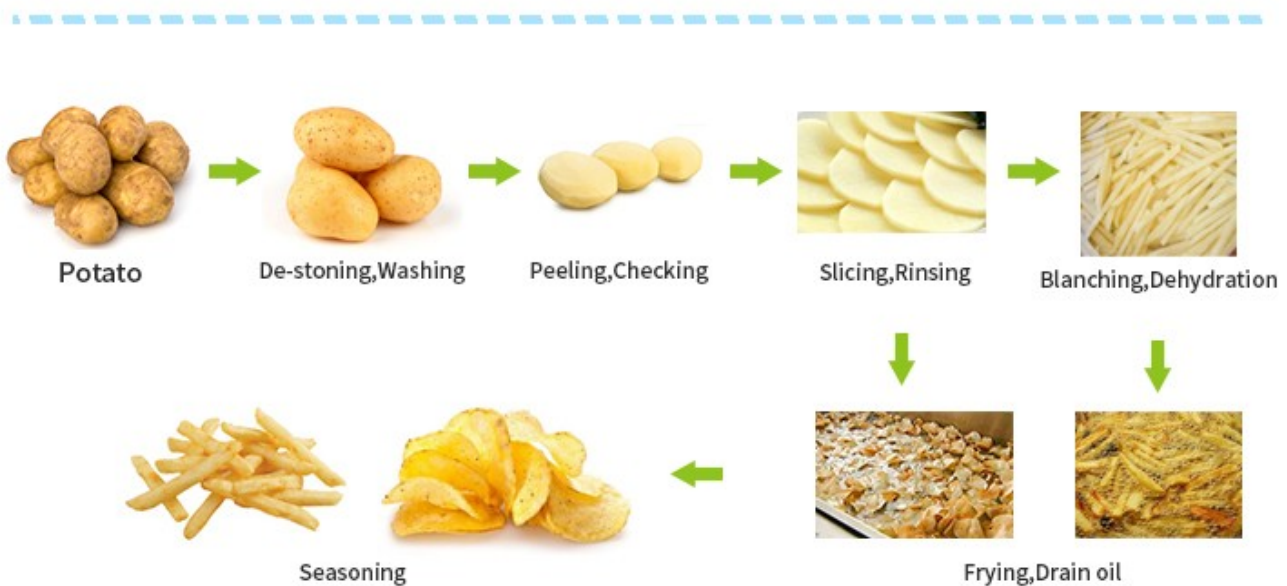 Potato
De-stoning,Washing
Peeling,Checking
Slicing,Rinsing
Blanching,Dehydration
Seasoning
Frying,Drain oil